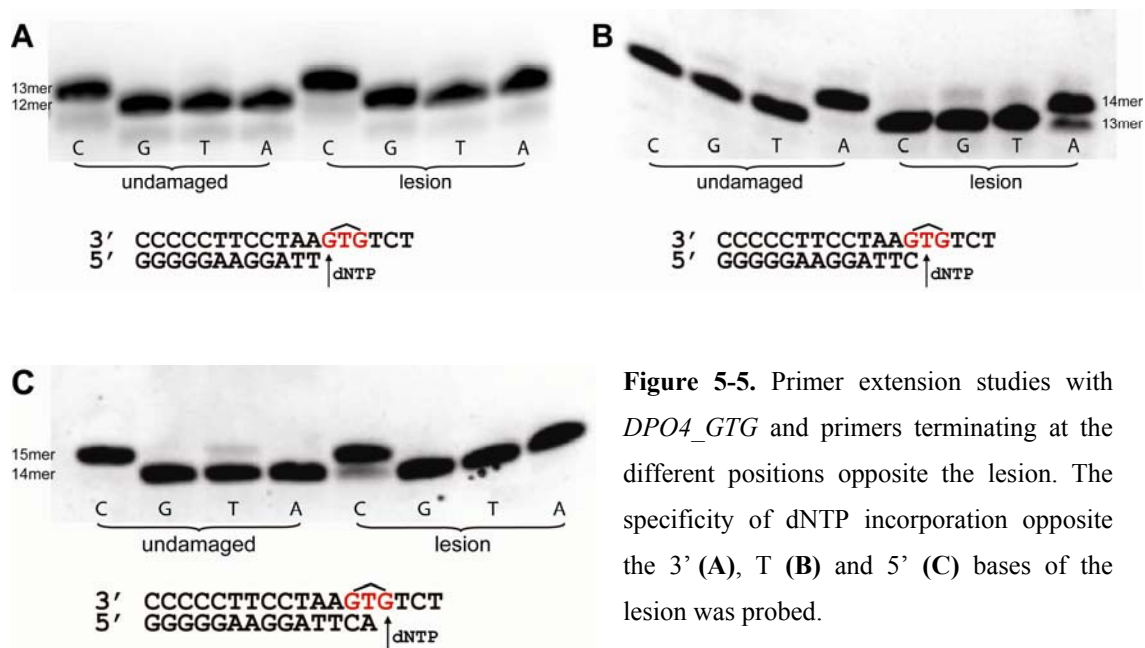 A
13mer
12mer
C G T A C G T A
undamaged lesion
3' CCCCCTTCCTAAGTGTCT
5' GGGGGAAGGATT
dNTP
B
14mer
13mer
C G T A C G T A
undamaged lesion
3' CCCCCTTCCTAAGTGTCT
5' GGGGGAAGGATTC
dNTP
C
15mer
14mer
C G T A C G T A
undamaged lesion
3' CCCCCTTCCTAAGTGTCT
5' GGGGGAAGGATTCA
dNTP
Figure 5-5. Primer extension studies with
DPO4_GTG and primers terminating at the
different positions opposite the lesion. The
specificity of dNTP incorporation opposite
the 3' (A), T (B) and 5' (C) bases of the
lesion was probed.